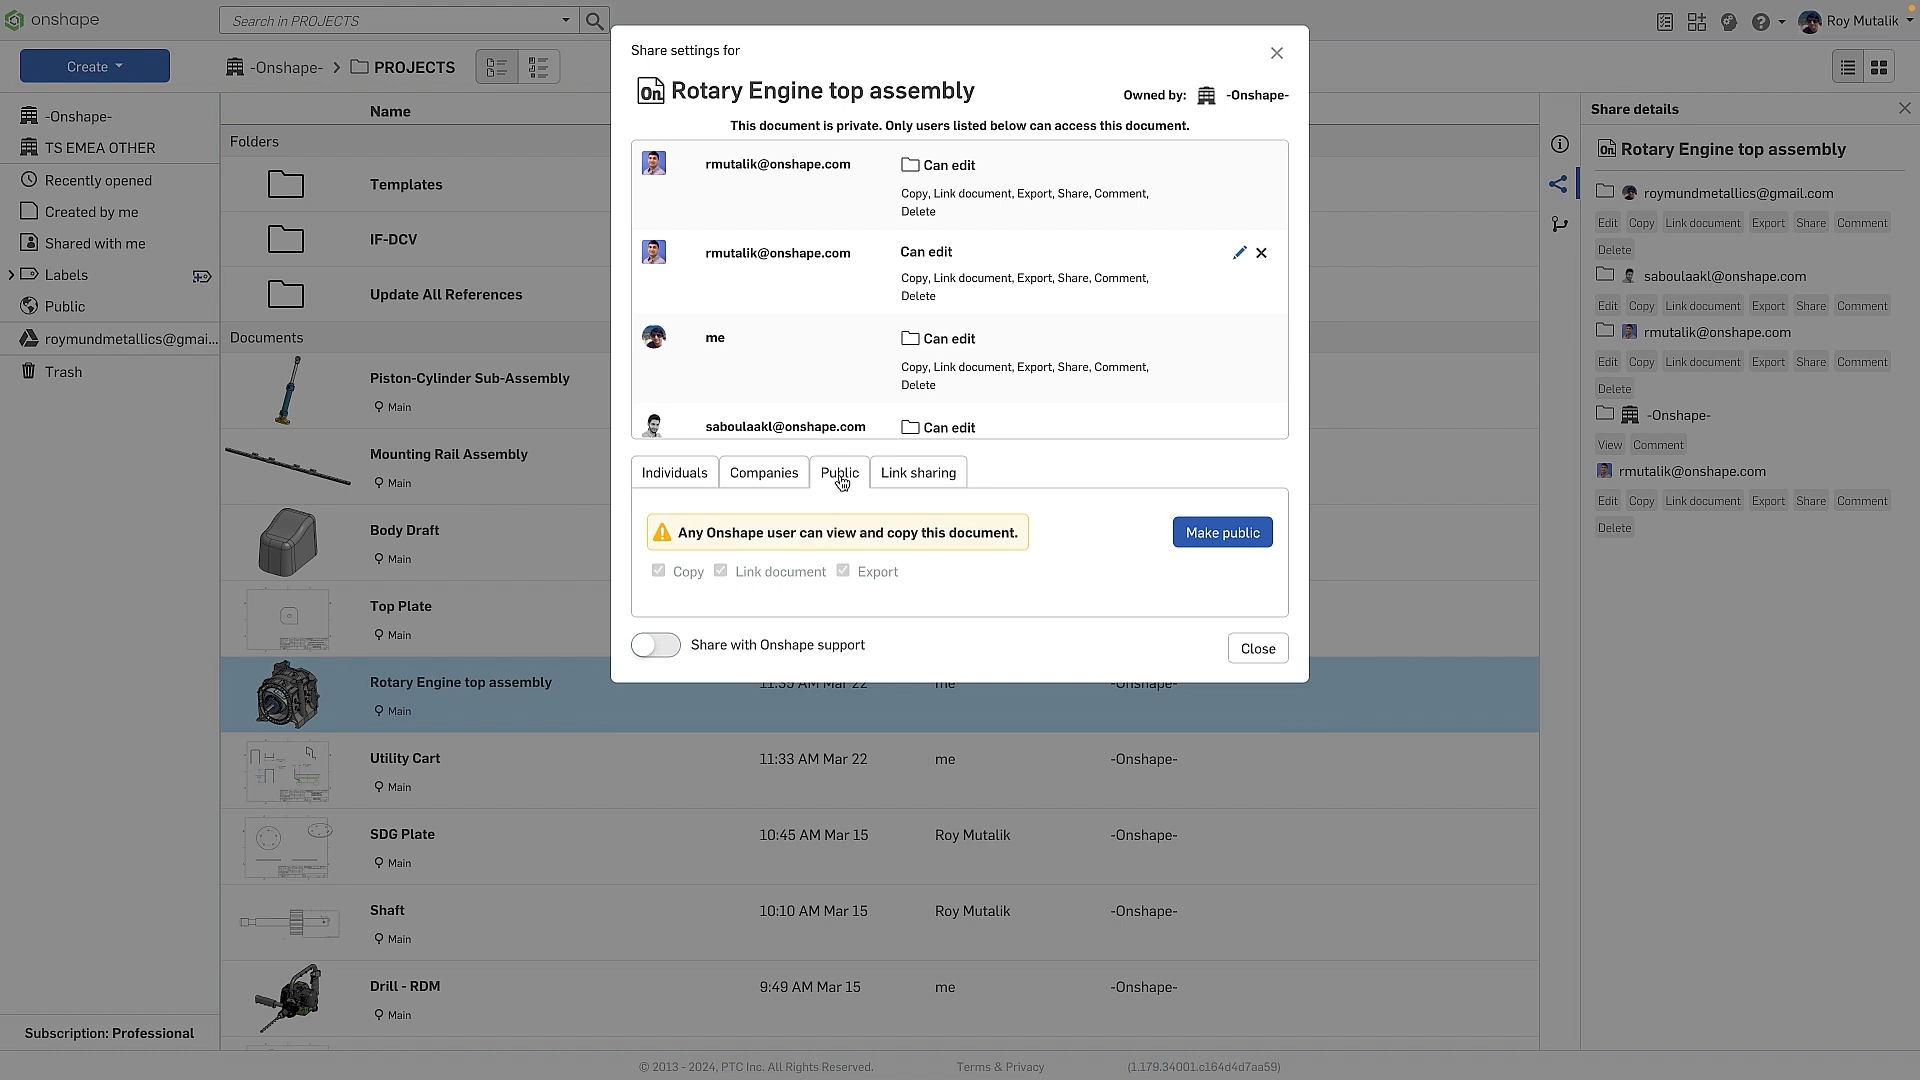 onshape
Search in PROJECTS
Roy Mutalik
Create
-Onshape- > PROJECTS
-Onshape-
TS EMEA OTHER
Recently opened
Created by me
Shared with me
Labels
Public
roymundmetallics@gmai...
Trash
Subscription: Professional
Name
Folders
Templates
IF-DCV
Update All References
Documents
Piston-Cylinder Sub-Assembly
Main
Mounting Rail Assembly
Main
Body Draft
Main
Top Plate
Main
Rotary Engine top assembly
11:35 AM Mar 22 me -Onshape-
Main
Utility Cart
11:33 AM Mar 22 me -Onshape-
Main
SDG Plate
10:45 AM Mar 15 Roy Mutalik -Onshape-
Main
Shaft
10:10 AM Mar 15 Roy Mutalik -Onshape-
Main
Drill - RDM
9:49 AM Mar 15 me -Onshape-
Main
Share settings for
On Rotary Engine top assembly
Owned by: -Onshape-
This document is private. Only users listed below can access this document.
rmutalik@onshape.com Can edit
Copy, Link document, Export, Share, Comment,
Delete
rmutalik@onshape.com Can edit
Copy, Link document, Export, Share, Comment,
Delete
me Can edit
Copy, Link document, Export, Share, Comment,
Delete
saboulaakl@onshape.com Can edit
Individuals Companies Public Link sharing
Any Onshape user can view and copy this document.
Make public
Copy Link document Export
Share with Onshape support
Close
Share details
On Rotary Engine top assembly
roymundmetallics@gmail.com
Edit Copy Link document Export Share Comment
Delete
saboulaakl@onshape.com
Edit Copy Link document Export Share Comment
rmutalik@onshape.com
Edit Copy Link document Export Share Comment
Delete
-Onshape-
View Comment
rmutalik@onshape.com
Edit Copy Link document Export Share Comment
Delete
© 2013 - 2024, PTC Inc. All Rights Reserved. Terms & Privacy (1.179.34001.c164d4d7aa59)